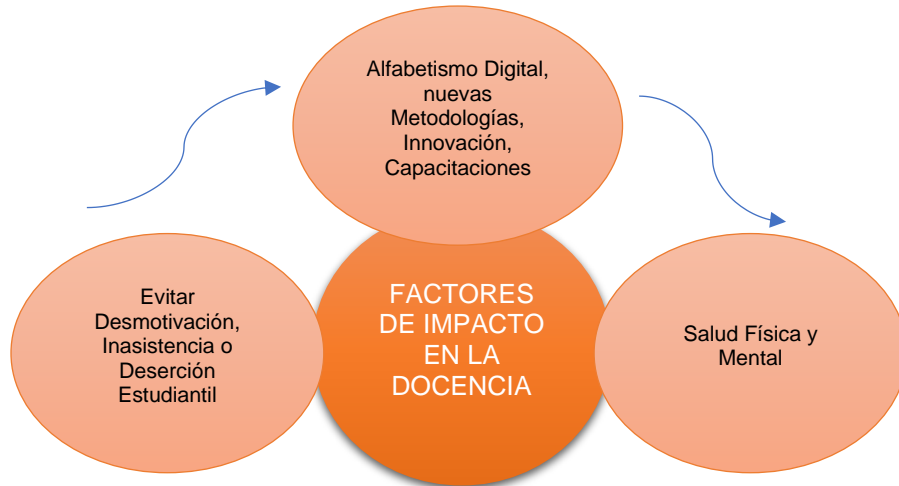 Alfabetismo Digital,
nuevas
Metodologías,
Innovación,
Capacitaciones
Evitar
Desmotivación,
Inasistencia o
Deserción
Estudiantil
FACTORES
DE IMPACTO
EN LA
DOCENCIA
Salud Física y
Mental